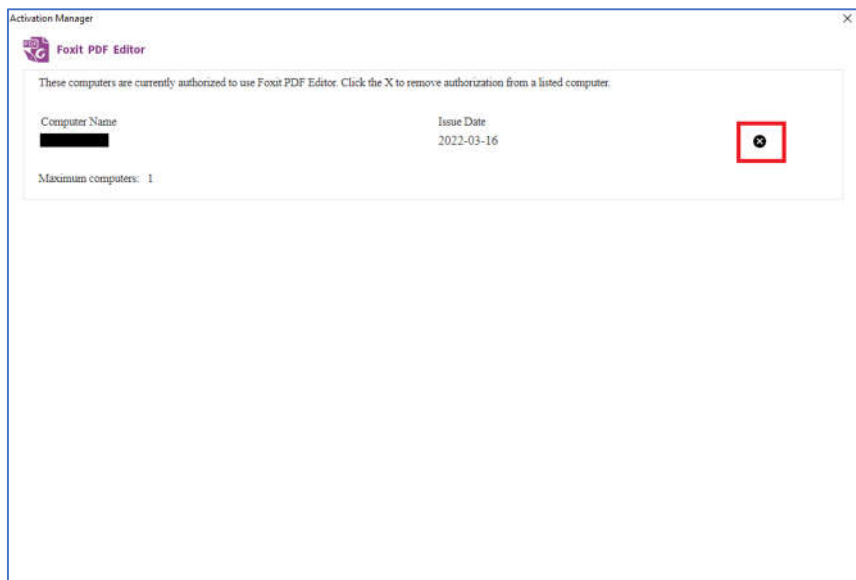 Activation Manager
PDF
Foxit PDF Editor
These computers are currently authorized to use Foxit PDF Editor. Click the X to remove authorization from a listed computer.
Computer Name Issue Date
2022-03-16
Maximum computers: 1